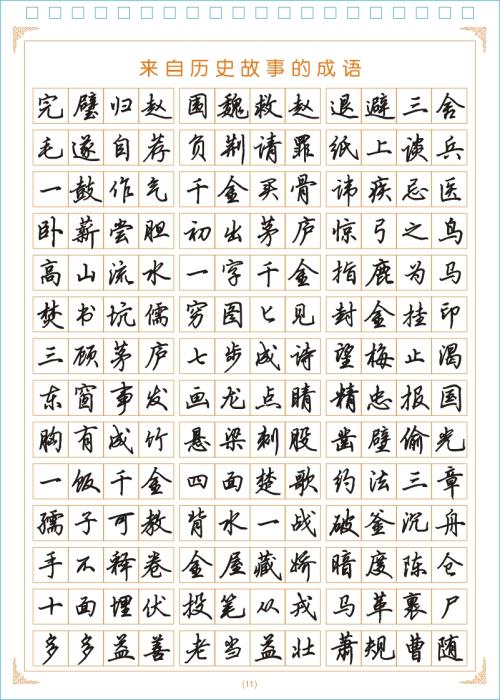 来自历史故事的成语
完璧归赵 围魏救赵 退避三舍
毛遂自荐 负荆请罪 纸上谈兵
一鼓作气 千金买骨 讳疾忌医
卧薪尝胆 初出茅庐 惊弓之鸟
高山流水 一字千金 指鹿为马
焚书坑儒 穷图匕见 封金挂印
三顾茅庐 七步成诗 望梅止渴
东窗事发 画龙点睛 精忠报国
胸有成竹 悬梁刺股 凿壁偷光
一饭千金 四面楚歌 约法三章
孺子可教 背水一战 破釜沉舟
手不释卷 金屋藏娇 暗度陈仓
十面埋伏 投笔从戎 马革裹尸
多多益善 老当益壮 萧规曹随
(11)